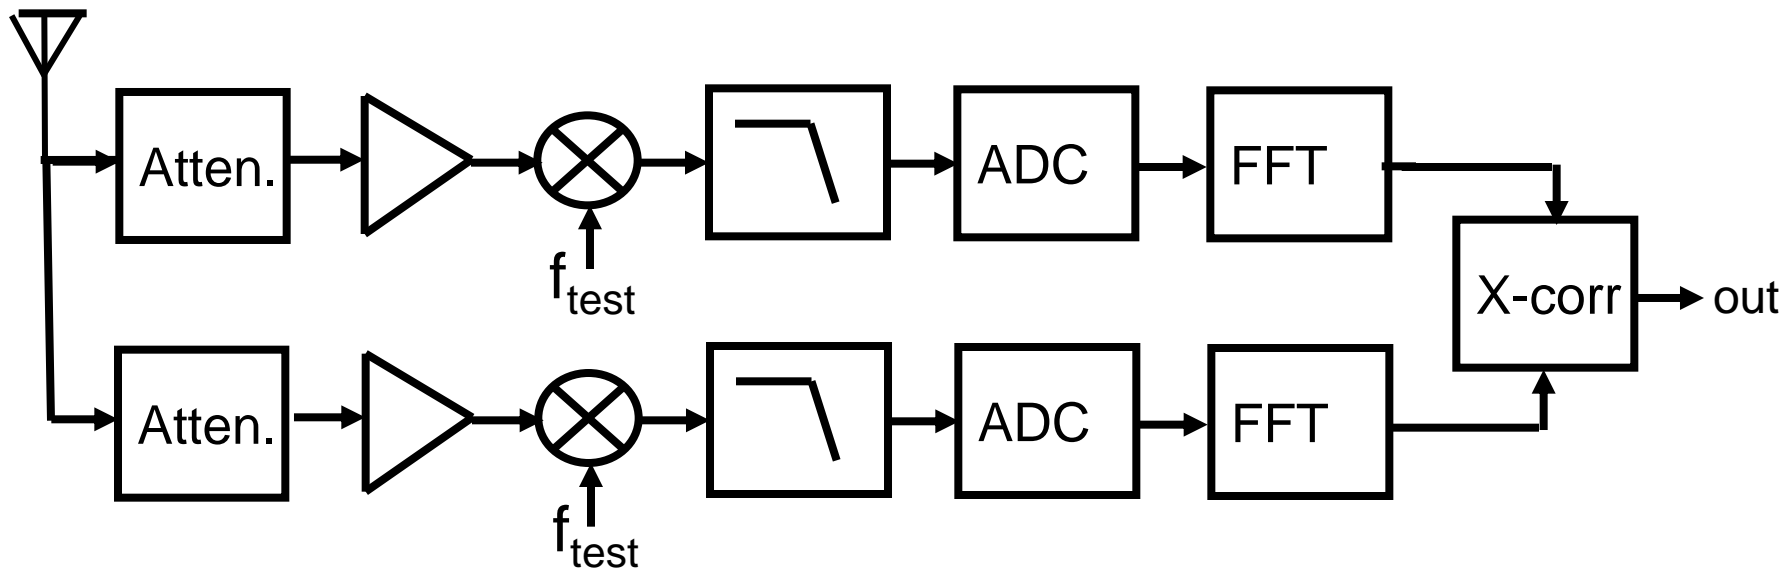 Atten.
ADC
FFT
f_test
X-corr
out
Atten.
ADC
FFT
f_test